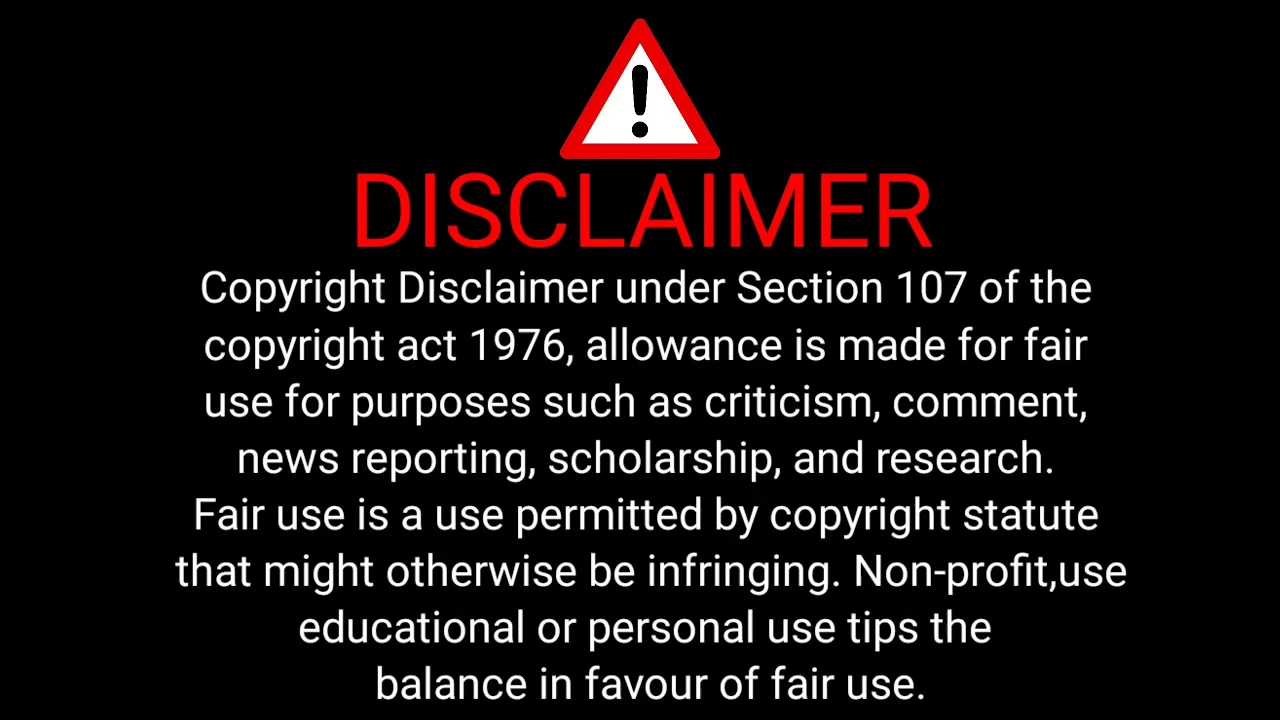 DISCLAIMER
Copyright Disclaimer under Section 107 of the
copyright act 1976, allowance is made for fair
use for purposes such as criticism, comment,
news reporting, scholarship, and research.
Fair use is a use permitted by copyright statute
that might otherwise be infringing. Non-profit,use
educational or personal use tips the
balance in favour of fair use.